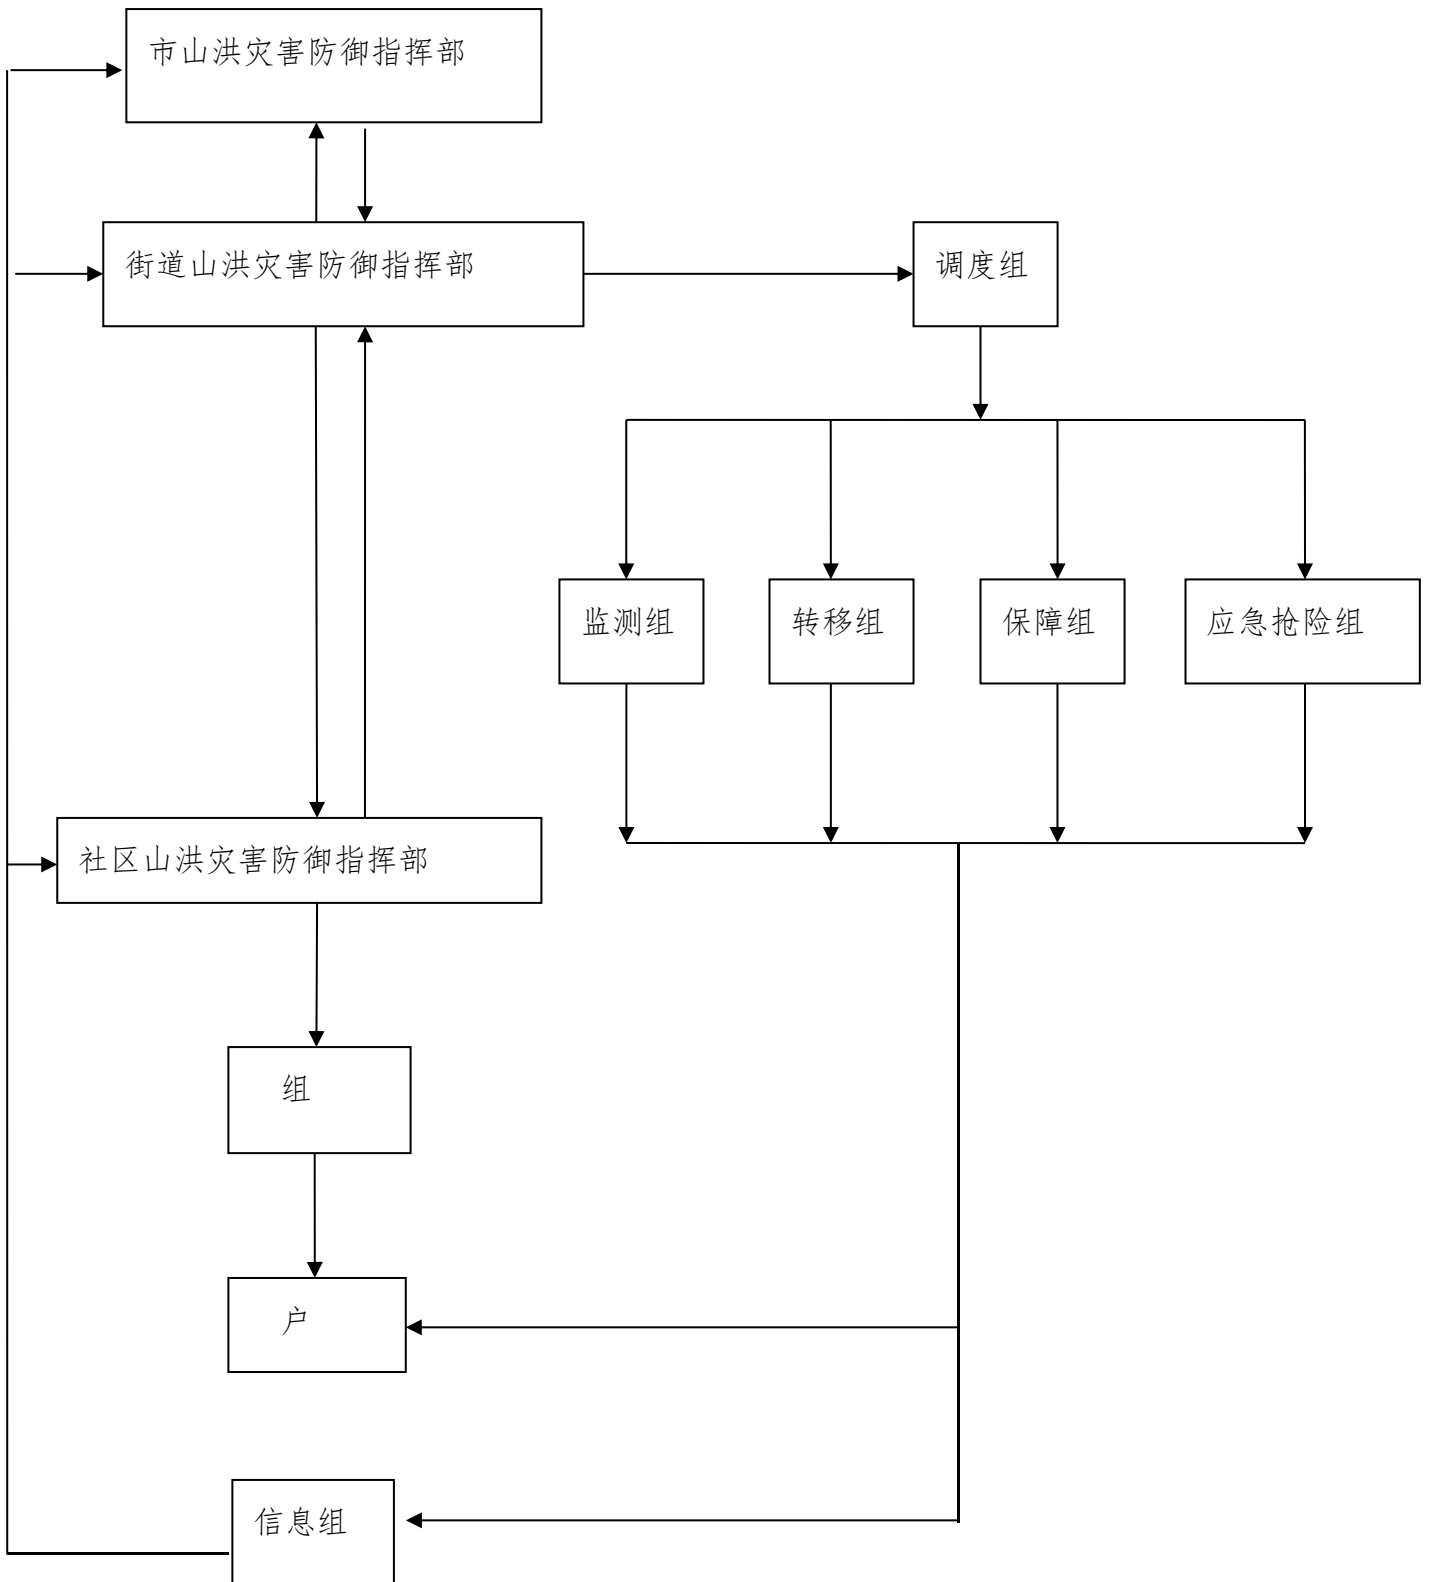 市山洪灾害防御指挥部
街道山洪灾害防御指挥部
调度组
监测组
转移组
保障组
应急抢险组
社区山洪灾害防御指挥部
组
户
信息组